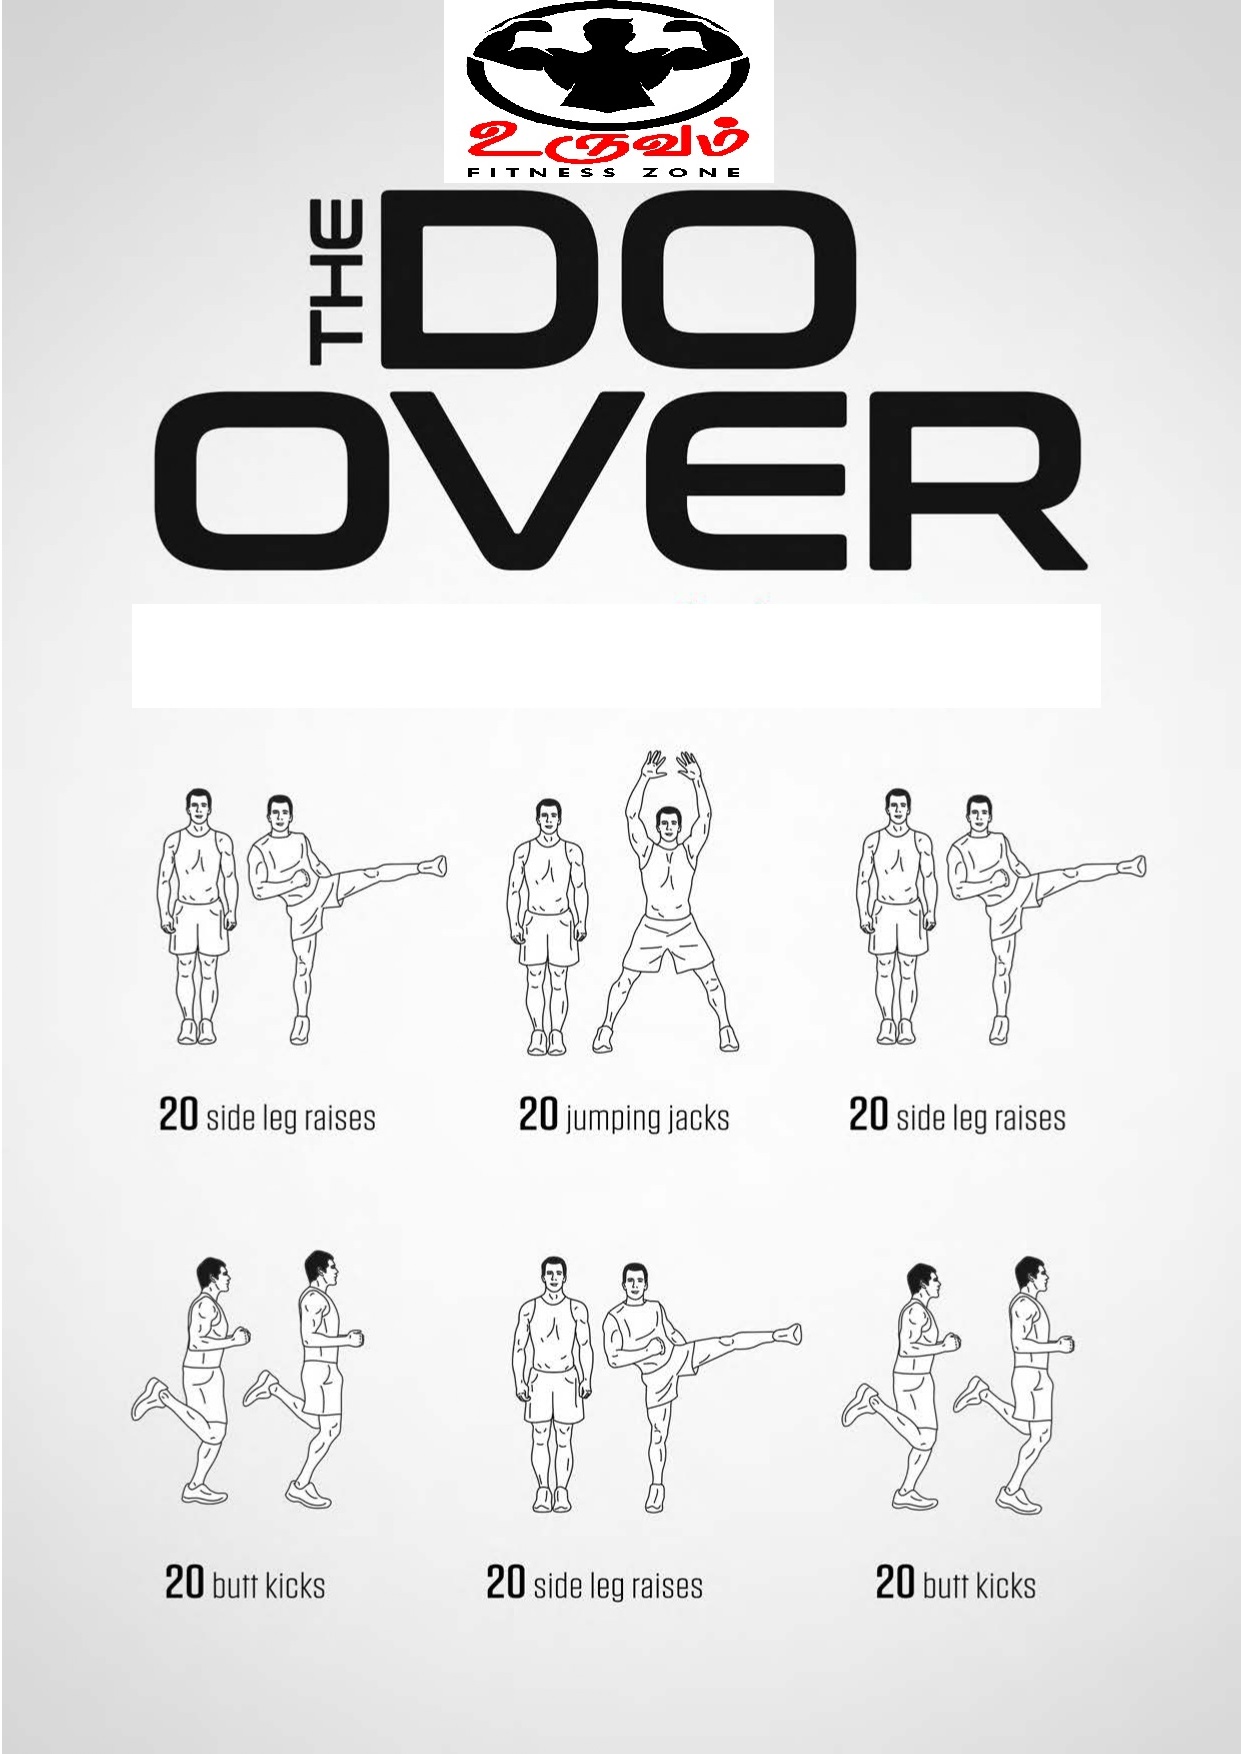 உருவம்
FITNESS ZONE
THE DO
OVER
20 side leg raises
20 jumping jacks
20 side leg raises
20 butt kicks
20 side leg raises
20 butt kicks